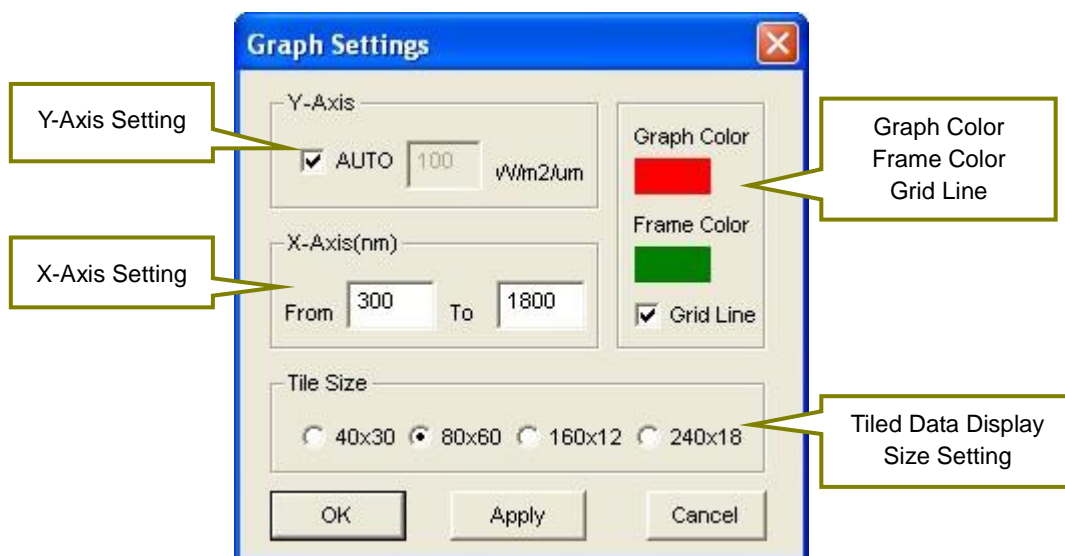 Graph Settings
Y-Axis Setting
Y-Axis
AUTO 100 W/m2/um
X-Axis Setting
X-Axis(nm)
From 300 To 1800
Graph Color
Frame Color
Grid Line
Graph Color
Frame Color
Grid Line
Tile Size
40x30 80x60 160x12 240x18
Tiled Data Display
Size Setting
OK Apply Cancel